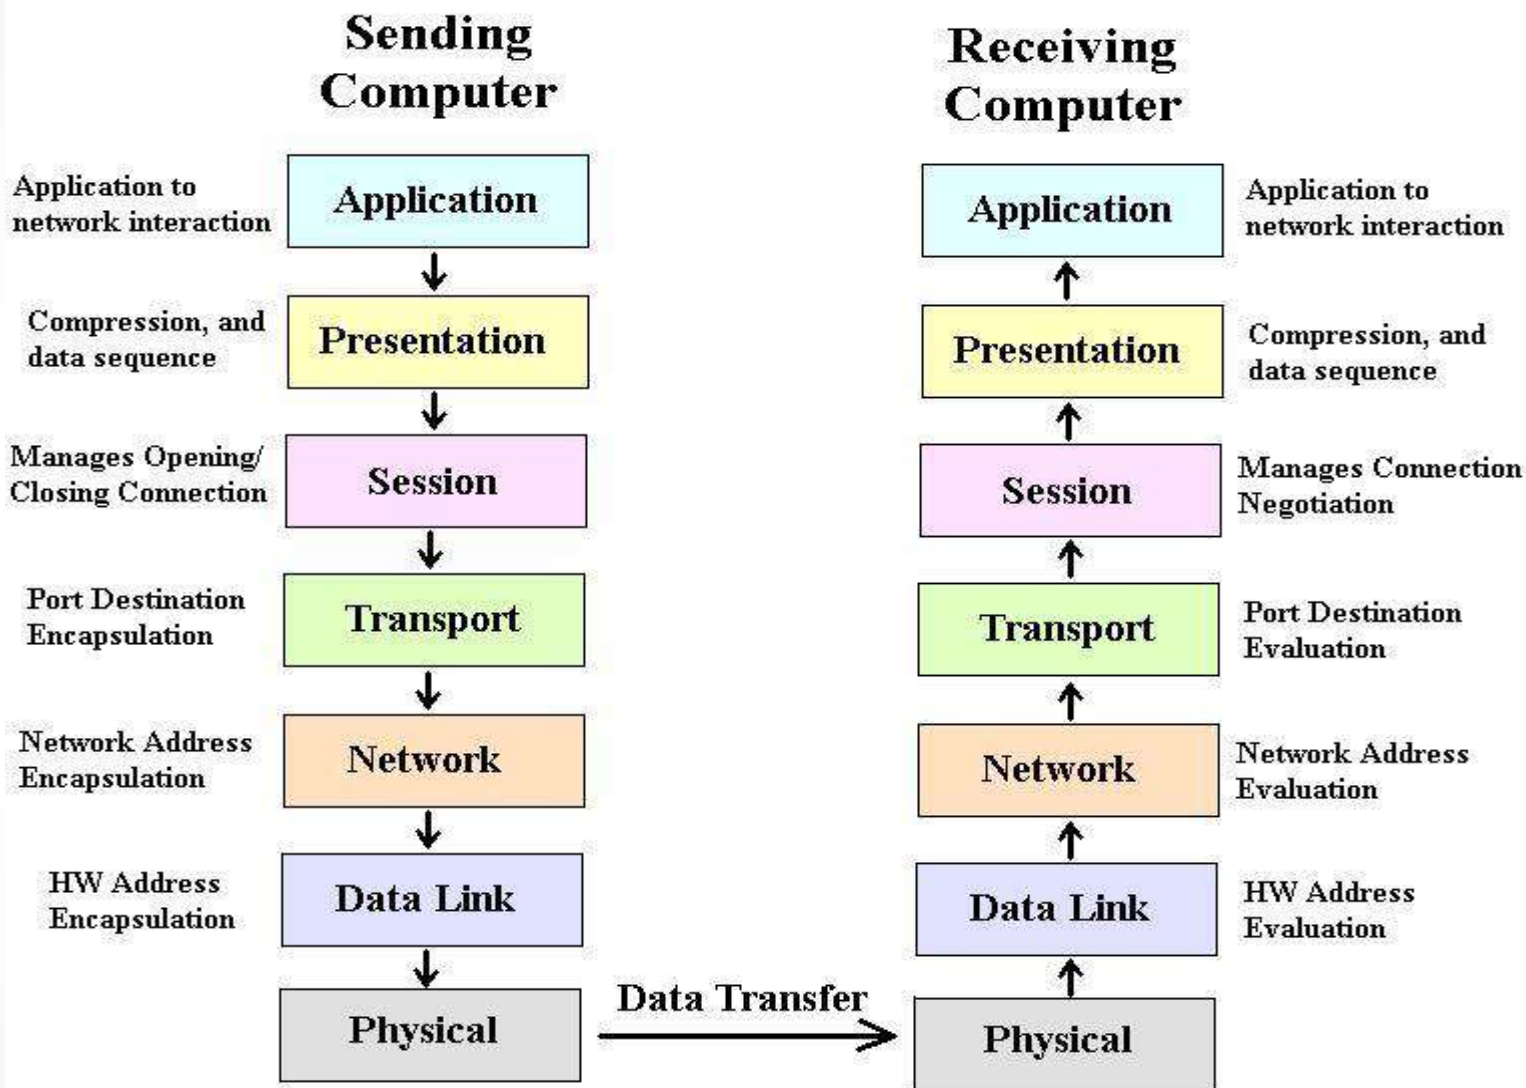 Sending
Computer
Receiving
Computer
Application to
network interaction
Application
Application
Application to
network interaction
Compression, and
data sequence
Presentation
Presentation
Compression, and
data sequence
Manages Opening/
Closing Connection
Session
Session
Manages Connection
Negotiation
Port Destination
Encapsulation
Transport
Transport
Port Destination
Evaluation
Network Address
Encapsulation
Network
Network
Network Address
Evaluation
HW Address
Encapsulation
Data Link
Data Link
HW Address
Evaluation
Physical
Data Transfer
Physical